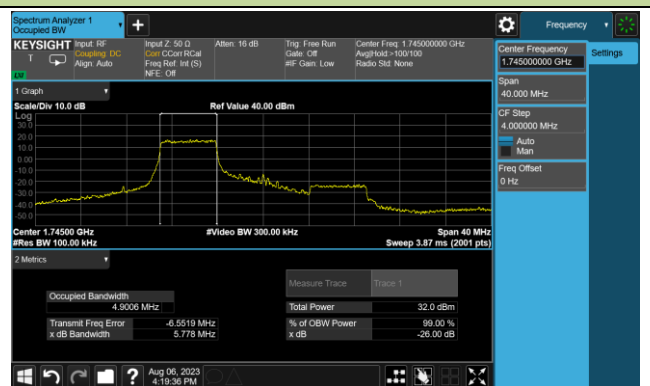 Spectrum Analyzer 1
Occupied BW
Frequency
KEYSIGHT
T
LXI
Input: RF
Coupling: DC
Align: Auto
Input Z: 50 Ω
Corr CCorr RCal
Freq Ref: Int (S)
NFE: Off
Atten: 16 dB
Trig: Free Run
Gate: Off
#IF Gain: Low
Center Freq: 1.745000000 GHz
Avg|Hold:>100/100
Radio Std: None
Center Frequency
1.745000000 GHz
Settings
Span
40.000 MHz
CF Step
4.000000 MHz
Auto
Man
Freq Offset
0 Hz
1 Graph
Scale/Div 10.0 dB
Ref Value 40.00 dBm
Log
30.0
20.0
10.0
0.00
-10.0
-20.0
-30.0
-40.0
-50.0
Center 1.74500 GHz
#Video BW 300.00 kHz
Span 40 MHz
#Res BW 100.00 kHz
Sweep 3.87 ms (2001 pts)
2 Metrics
Measure Trace
Trace 1
Occupied Bandwidth
4.9006 MHz
Total Power
32.0 dBm
Transmit Freq Error
-6.5519 MHz
% of OBW Power
99.00 %
x dB Bandwidth
5.778 MHz
x dB
-26.00 dB
?
Aug 06, 2023
4:19:36 PM